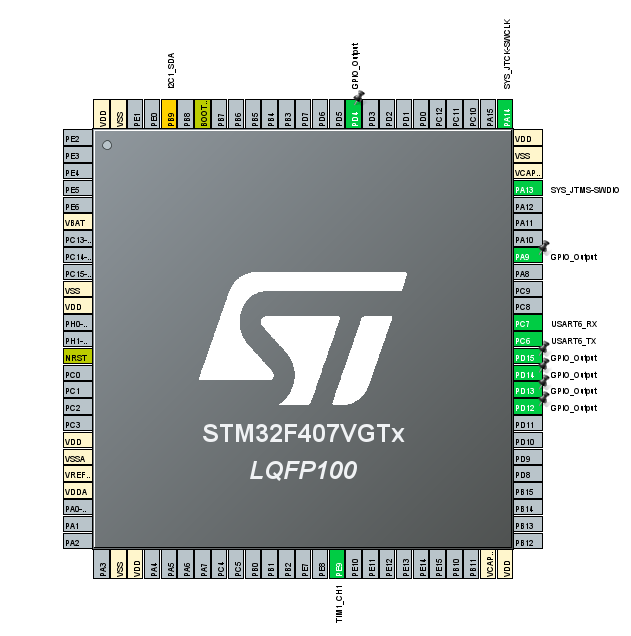 I2C1_SDA
GPIO_Output
SYS_JTCK-SWCLK
VDD
VSS
PE1
PE0
PB9
PB8
BOOT..
PB7
PB6
PB5
PB4
PB3
PD7
PD6
PD5
PD4
PD3
PD2
PD1
PD0
PC12
PC11
PC10
PA15
PA14
PE2
PE3
PE4
PE5
PE6
VBAT
PC13-..
PC14-..
PC15-..
VSS
VDD
PH0-..
PH1-..
NRST
PC0
PC1
PC2
PC3
VDD
VSSA
VREF..
VDDA
PA0-..
PA1
PA2
STM32F407VGTx
LQFP100
VDD
VSS
VCAP..
PA13 SYS_JTMS-SWDIO
PA12
PA11
PA10
PA9 GPIO_Output
PA8
PC9
PC8
PC7 USART6_RX
PC6 USART6_TX
PD15 GPIO_Output
PD14 GPIO_Output
PD13 GPIO_Output
PD12 GPIO_Output
PD11
PD10
PD9
PD8
PB15
PB14
PB13
PB12
PA3
VSS
VDD
PA4
PA5
PA6
PA7
PC4
PC5
PB0
PB1
PB2
PE7
PE8
PE9
PE10
PE11
PE12
PE13
PE14
PE15
PB10
PB11
VCAP..
VDD
TIM1_CH1